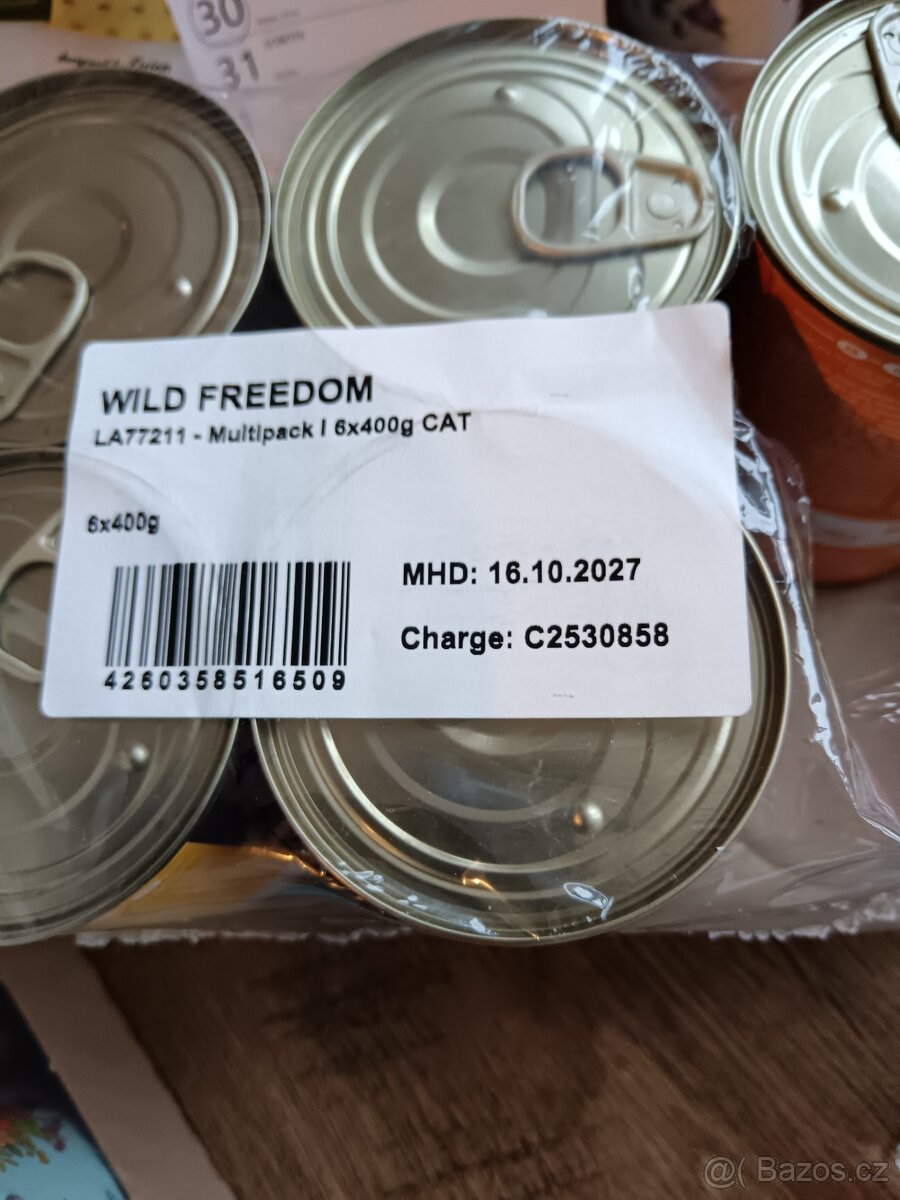 30
31
WILD FREEDOM
LA77211 - Multipack I 6x400g CAT
6x400g
MHD: 16.10.2027
Charge: C2530858
4260358516509
@( Bazos.cz